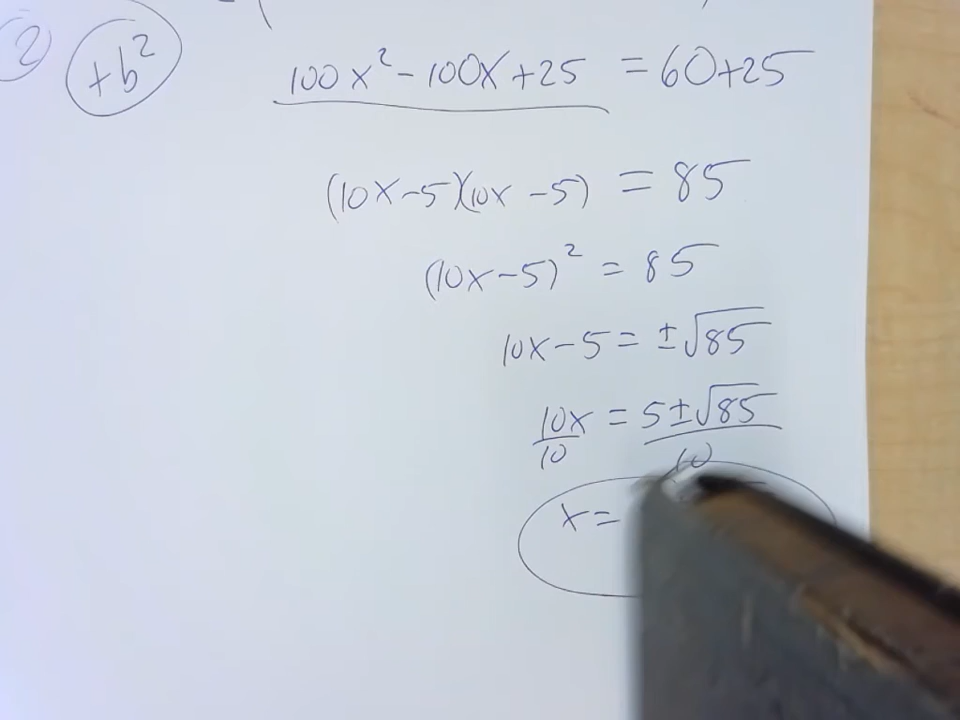 ② +b²
100x² - 100x + 25 = 60+25
(10x - 5)(10x - 5) = 85
(10x - 5)² = 85
10x - 5 = ±√85
10x = 5 ± √85
10 10
x =